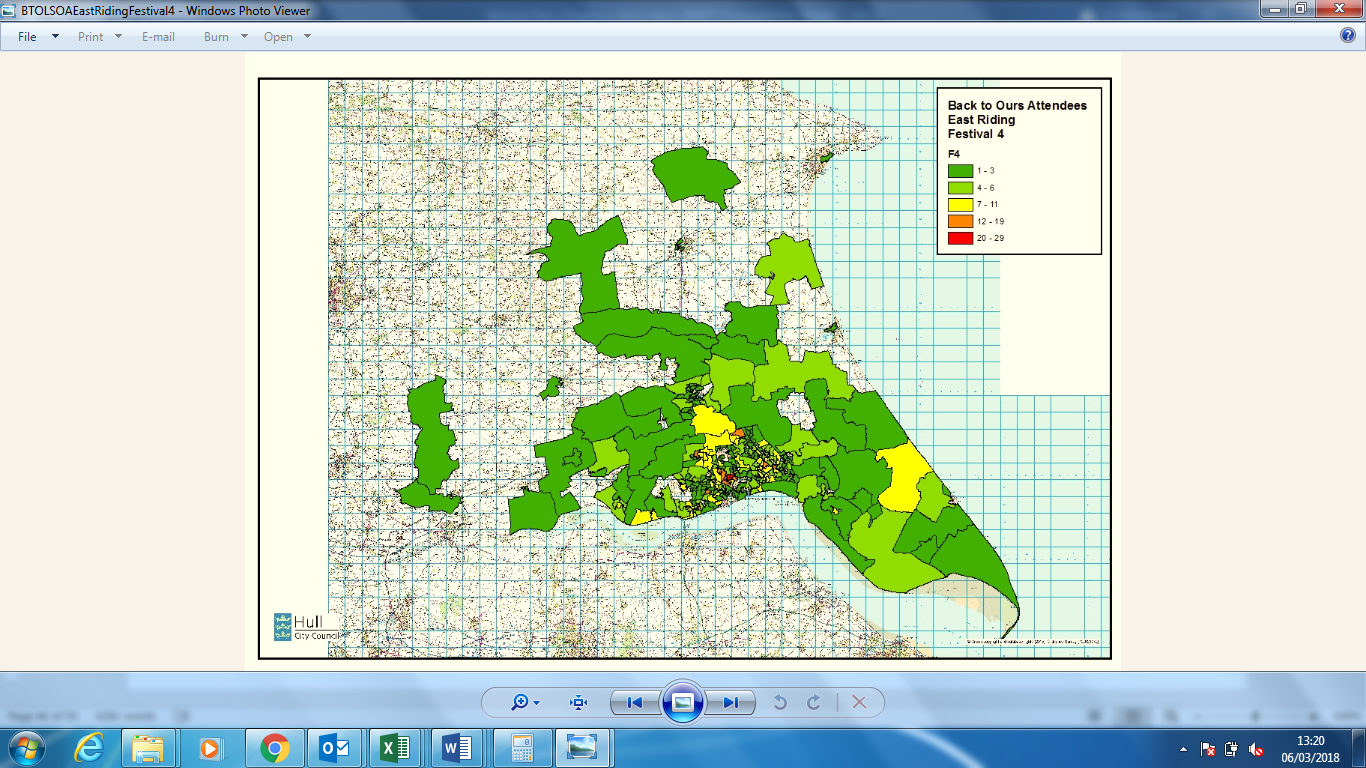 BTOLSOAEastRidingFestival4 - Windows Photo Viewer
File Print E-mail Burn Open
Back to Ours Attendees
East Riding
Festival 4
F4
1 - 3
4 - 6
7 - 11
12 - 19
20 - 29
Hull
City Council
13:20
06/03/2018